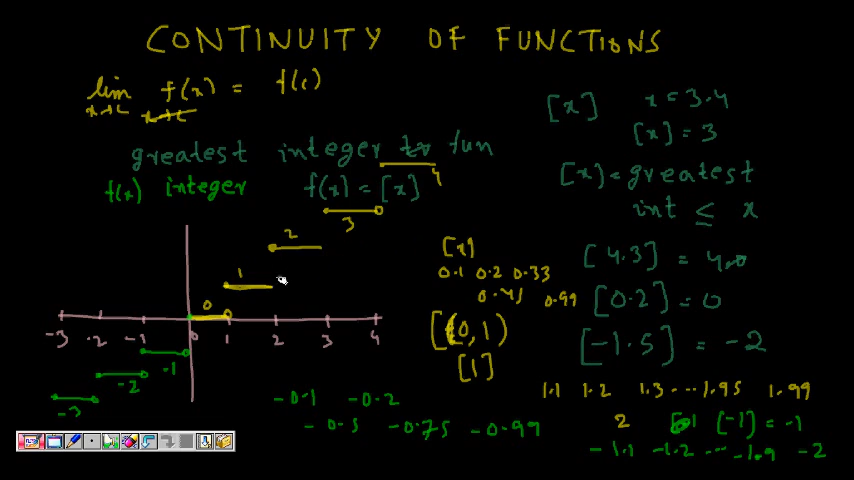 CONTINUITY OF FUNCTIONS
lim f(x) = f(c)
x→c x→c
greatest integer fun
f(x) integer f(x) = [x]
4
3
2
1
0
-3 -2 -1 0 1 2 3 4
-1
-2
-3
-0.1 -0.2
-0.5 -0.75 -0.99
[x]
0.1 0.2 0.33
0.45 0.99
[0,1)
[1]
[x] x = 3.4
[x] = 3
[x] = greatest
int ≤ x
[4.3] = 4.0
[0.2] = 0
[-1.5] = -2
1.1 1.2 1.3 ... 1.95 1.99
2 [-1] = -1
-1.1 -1.2 ... -1.9 -2